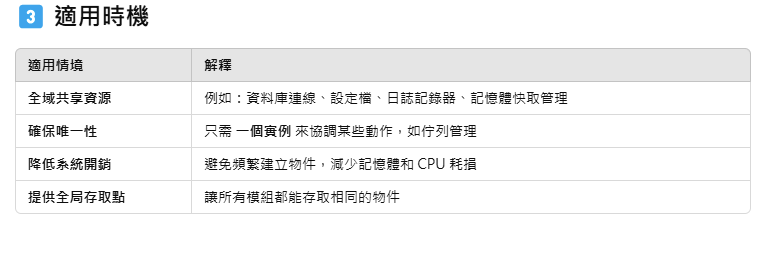 3 適用時機
適用情境 解釋
全域共享資源 例如：資料庫連線、設定檔、日誌記錄器、記憶體快取管理
確保唯一性 只需 一個實例 來協調某些動作，如佇列管理
降低系統開銷 避免頻繁建立物件，減少記憶體和 CPU 耗損
提供全局存取點 讓所有模組都能存取相同的物件